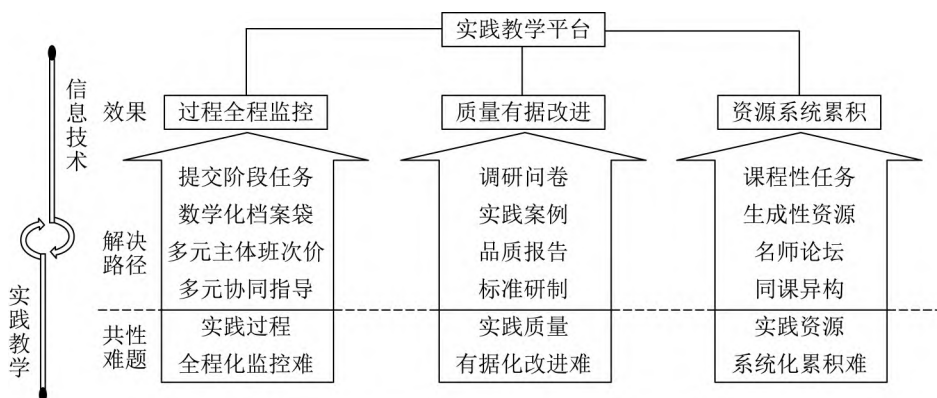 实践教学平台
信息技术
实践教学
效果
过程全程监控
质量有据改进
资源系统累积
解决
路径
提交阶段任务
数学化档案袋
多元主体班次价
多元协同指导
调研问卷
实践案例
品质报告
标准研制
课程性任务
生成性资源
名师论坛
同课异构
共性
难题
实践过程
全程化监控难
实践质量
有据化改进难
实践资源
系统化累积难